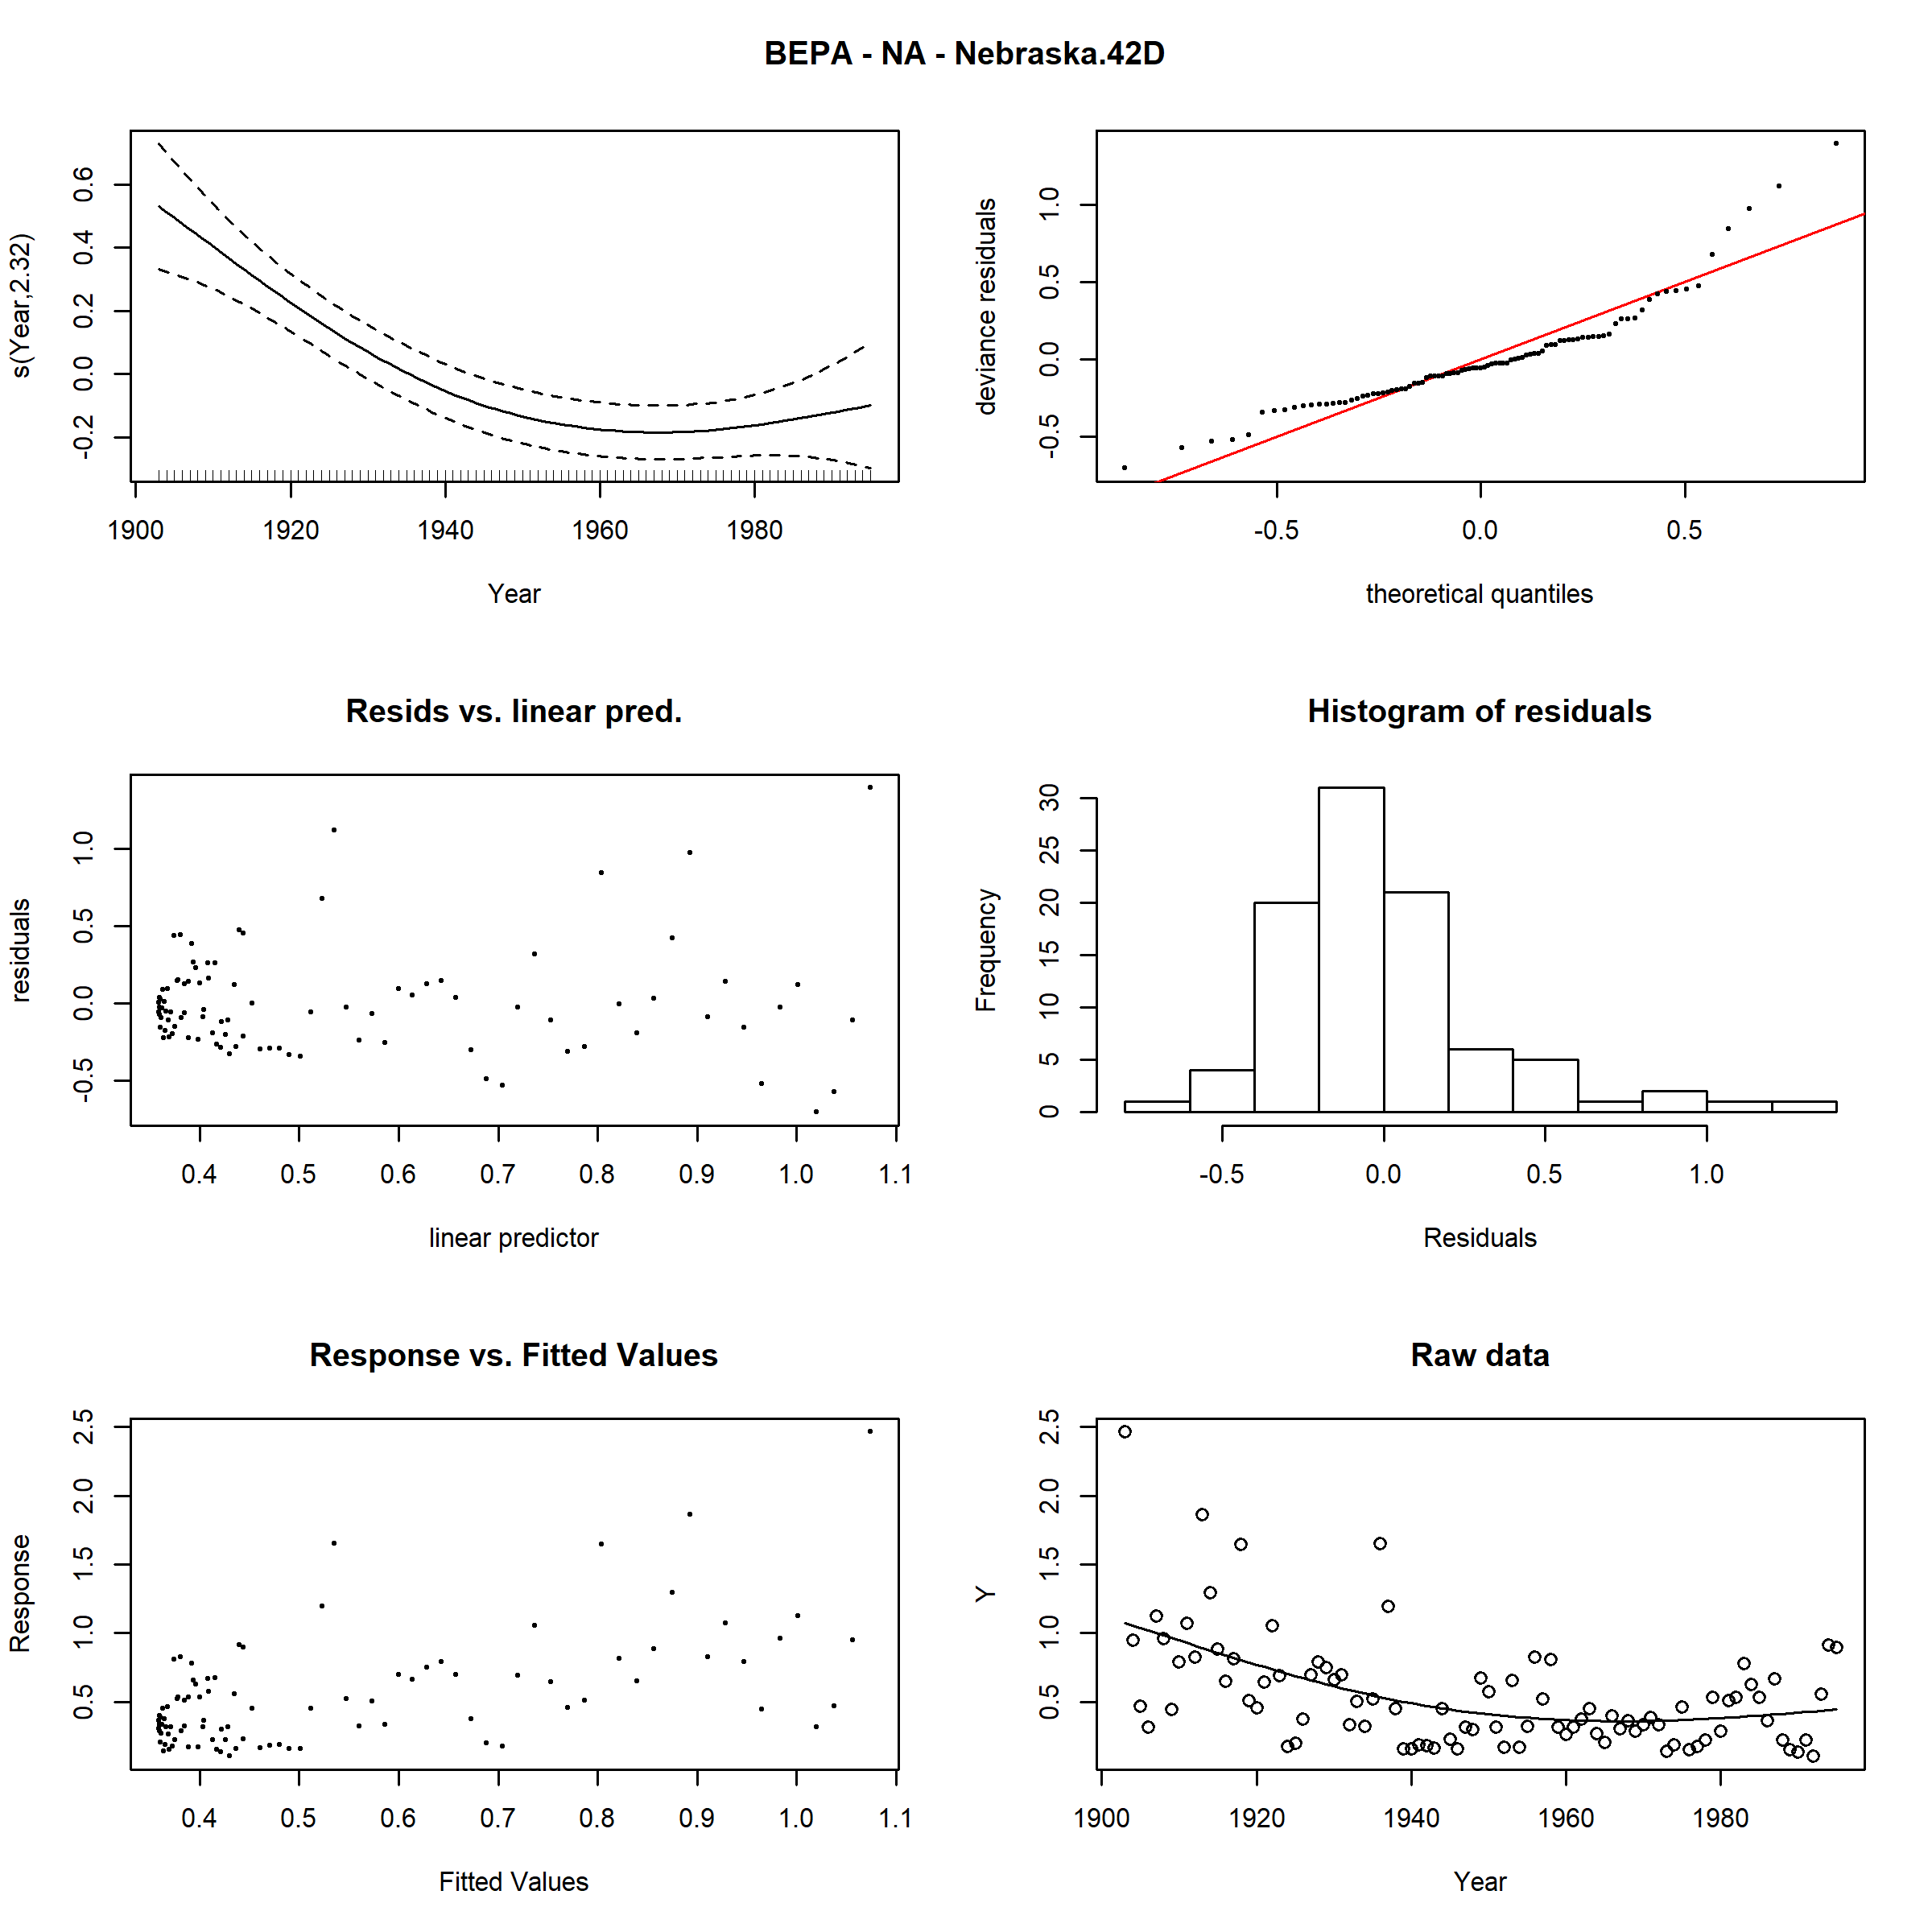 BEPA - NA - Nebraska.42D
s(Year,2.32)
-0.2 0.0 0.2 0.4 0.6
1900 1920 1940 1960 1980
Year
deviance residuals
-0.5 0.0 0.5 1.0
-0.5 0.0 0.5
theoretical quantiles
Resids vs. linear pred.
residuals
-0.5 0.0 0.5 1.0
0.4 0.5 0.6 0.7 0.8 0.9 1.0 1.1
linear predictor
Histogram of residuals
Frequency
0 5 10 15 20 25 30
-0.5 0.0 0.5 1.0
Residuals
Response vs. Fitted Values
Response
0.5 1.0 1.5 2.0 2.5
0.4 0.5 0.6 0.7 0.8 0.9 1.0 1.1
Fitted Values
Raw data
Y
0.5 1.0 1.5 2.0 2.5
1900 1920 1940 1960 1980
Year